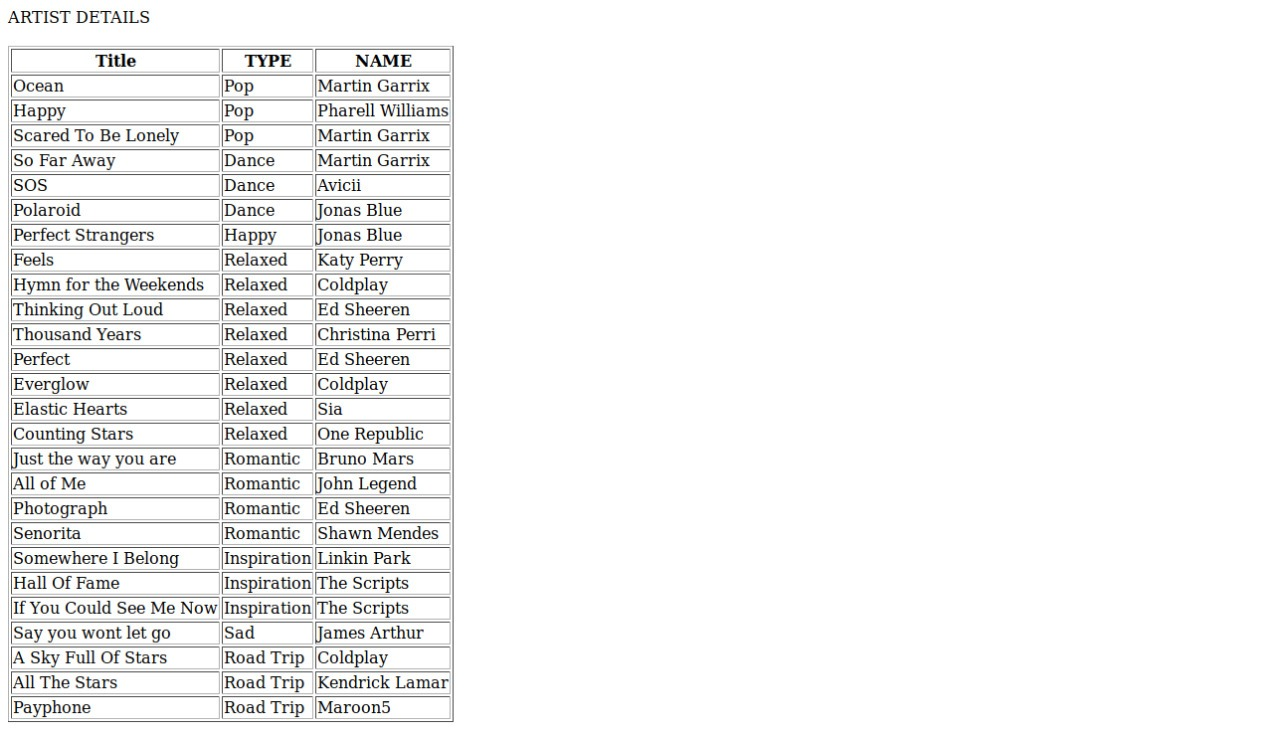 ARTIST DETAILS
Title TYPE NAME
Ocean Pop Martin Garrix
Happy Pop Pharell Williams
Scared To Be Lonely Pop Martin Garrix
So Far Away Dance Martin Garrix
SOS Dance Avicii
Polaroid Dance Jonas Blue
Perfect Strangers Happy Jonas Blue
Feels Relaxed Katy Perry
Hymn for the Weekends Relaxed Coldplay
Thinking Out Loud Relaxed Ed Sheeren
Thousand Years Relaxed Christina Perri
Perfect Relaxed Ed Sheeren
Everglow Relaxed Coldplay
Elastic Hearts Relaxed Sia
Counting Stars Relaxed One Republic
Just the way you are Romantic Bruno Mars
All of Me Romantic John Legend
Photograph Romantic Ed Sheeren
Senorita Romantic Shawn Mendes
Somewhere I Belong Inspiration Linkin Park
Hall Of Fame Inspiration The Scripts
If You Could See Me Now Inspiration The Scripts
Say you wont let go Sad James Arthur
A Sky Full Of Stars Road Trip Coldplay
All The Stars Road Trip Kendrick Lamar
Payphone Road Trip Maroon5